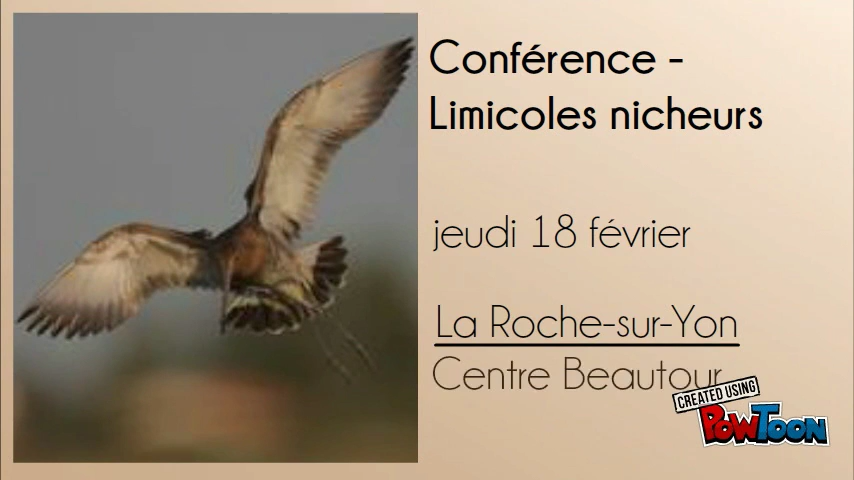 Conférence -
Limicoles nicheurs
jeudi 18 février
La Roche-sur-Yon
Centre Beautour
CREATED USING
POWTOON